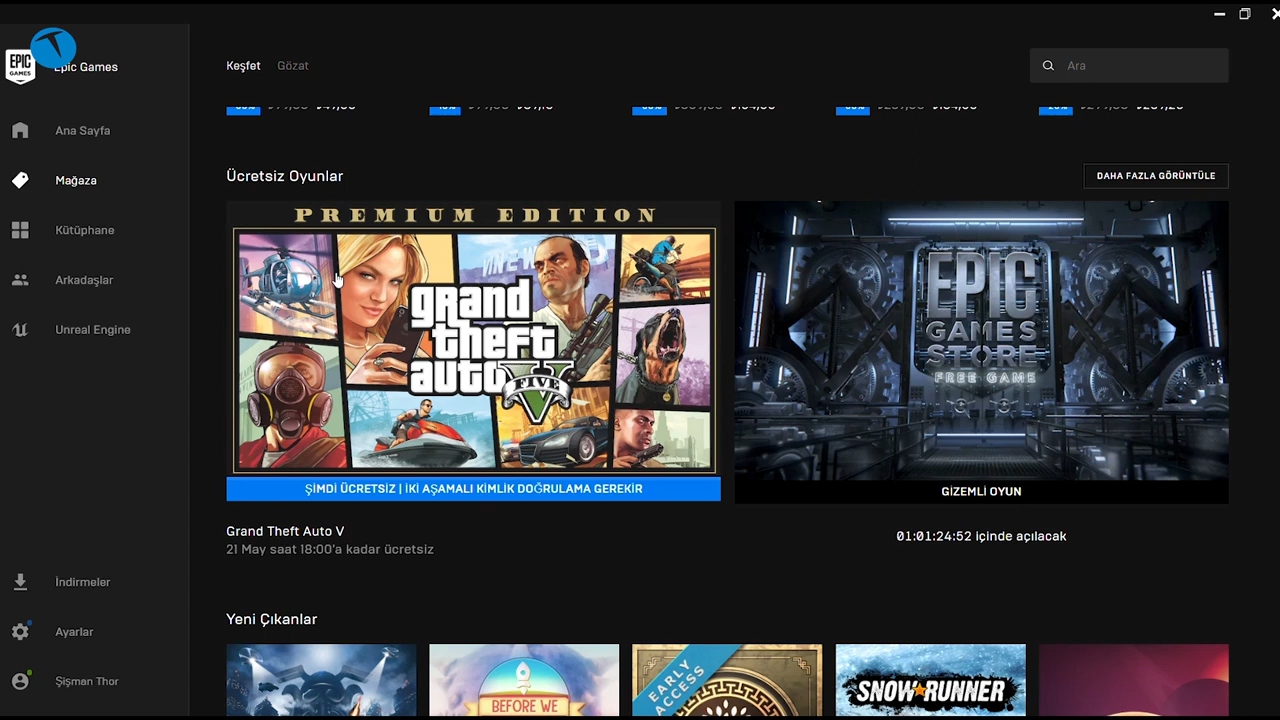 EPIC
GAMES
Epic Games
Ana Sayfa
Mağaza
Kütüphane
Arkadaşlar
Unreal Engine
İndirmeler
Ayarlar
Şişman Thor
Keşfet
Gözat
Ara
Ücretsiz Oyunlar
DAHA FAZLA GÖRÜNTÜLE
PREMIUM EDITION
grand
theft
auto
FIVE
V
ŞİMDİ ÜCRETSİZ | İKİ AŞAMALI KİMLİK DOĞRULAMA GEREKİR
Grand Theft Auto V
21 May saat 18:00'a kadar ücretsiz
EPIC
GAMES
STORE
FREE GAME
GİZEMLİ OYUN
01:01:24:52 içinde açılacak
Yeni Çıkanlar
BEFORE WE
EARLY
ACCESS
SNOWRUNNER